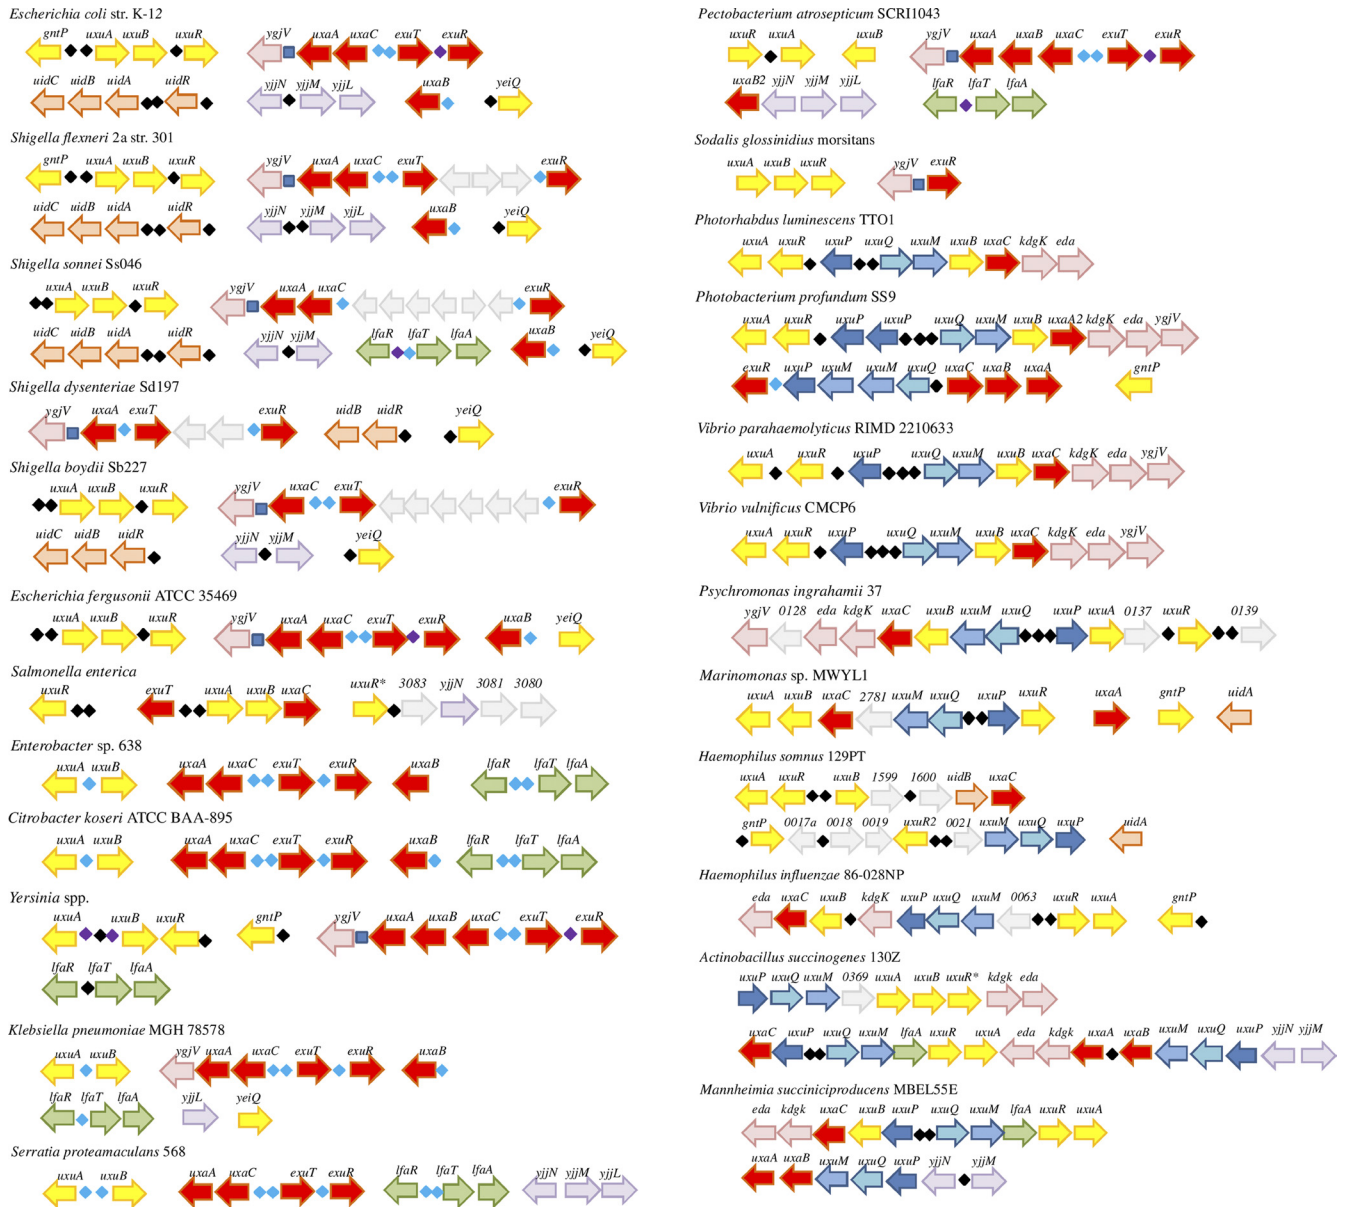 Escherichia coli str. K-12
gntP uxuA uxuB uxuR ygjV uxaA uxaC exuT exuR
uidC uidB uidA uidR yjjN yjjM yjjL uxaB yeiQ
Shigella flexneri 2a str. 301
gntP uxuA uxuB uxuR ygjV uxaA uxaC exuT exuR
uidC uidB uidA uidR yjjN yjjM yjjL uxaB yeiQ
Shigella sonnei Ss046
uxuA uxuB uxuR ygjV uxaA uxaC exuR
uidC uidB uidA uidR yjjN yjjM lfaR lfaT lfaA uxaB yeiQ
Shigella dysenteriae Sd197
ygjV uxaA exuT exuR uidB uidR yeiQ
Shigella boydii Sb227
uxuA uxuB uxuR ygjV uxaC exuT exuR
uidC uidB uidR yjjN yjjM yeiQ
Escherichia fergusonii ATCC 35469
uxuA uxuB uxuR ygjV uxaA uxaC exuT exuR uxaB yeiQ
Salmonella enterica
uxuR exuT uxuA uxuB uxaC uxuR* 3083 yjjN 3081 3080
Enterobacter sp. 638
uxuA uxuB uxaA uxaC exuT exuR uxaB lfaR lfaT lfaA
Citrobacter koseri ATCC BAA-895
uxuA uxuB uxaA uxaC exuT exuR uxaB lfaR lfaT lfaA
Yersinia spp.
uxuA uxuB uxuR gntP ygjV uxaA uxaB uxaC exuT exuR
lfaR lfaT lfaA
Klebsiella pneumoniae MGH 78578
uxuA uxuB ygjV uxaA uxaC exuT exuR uxaB
lfaR lfaT lfaA yjjL yeiQ
Serratia proteamaculans 568
uxuA uxuB uxaA uxaC exuT exuR lfaR lfaT lfaA yjjN yjjM yjjL
Pectobacterium atrosepticum SCRI1043
uxuR uxuA uxuB ygjV uxaA uxaB uxaC exuT exuR
uxaB2 yjjN yjjM yjjL lfaR lfaT lfaA
Sodalis glossinidius morsitans
uxuA uxuB uxuR ygjV exuR
Photorhabdus luminescens TTO1
uxuA uxuR uxuP uxuQ uxuM uxuB uxaC kdgK eda
Photobacterium profundum SS9
uxuA uxuR uxuP uxuP uxuQ uxuM uxuB uxaA2 kdgK eda ygjV
exuR uxuP uxuM uxuM uxuQ uxaC uxaB uxaA gntP
Vibrio parahaemolyticus RIMD 2210633
uxuA uxuR uxuP uxuQ uxuM uxuB uxaC kdgK eda ygjV
Vibrio vulnificus CMCP6
uxuA uxuR uxuP uxuQ uxuM uxuB uxaC kdgK eda ygjV
Psychromonas ingrahamii 37
ygjV 0128 eda kdgK uxaC uxuB uxuM uxuQ uxuP uxuA 0137 uxuR 0139
Marinomonas sp. MWYL1
uxuA uxuB uxaC 2781 uxuM uxuQ uxuP uxuR uxaA gntP uidA
Haemophilus somnus 129PT
uxuA uxuR uxuB 1599 1600 uidB uxaC
gntP 0017a 0018 0019 uxuR2 0021 uxuM uxuQ uxuP uidA
Haemophilus influenzae 86-028NP
eda uxaC uxuB kdgK uxuP uxuQ uxuM 0063 uxuR uxuA gntP
Actinobacillus succinogenes 130Z
uxuP uxuQ uxuM 0369 uxuA uxuB uxuR* kdgk eda
uxaC uxuP uxuQ uxuM lfaA uxuR uxuA eda kdgk uxaA uxaB uxuM uxuQ uxuP yjjN yjjM
Mannheimia succiniciproducens MBEL55E
eda kdgk uxaC uxuB uxuP uxuQ uxuM lfaA uxuR uxuA
uxaA uxaB uxuM uxuQ uxuP yjjN yjjM